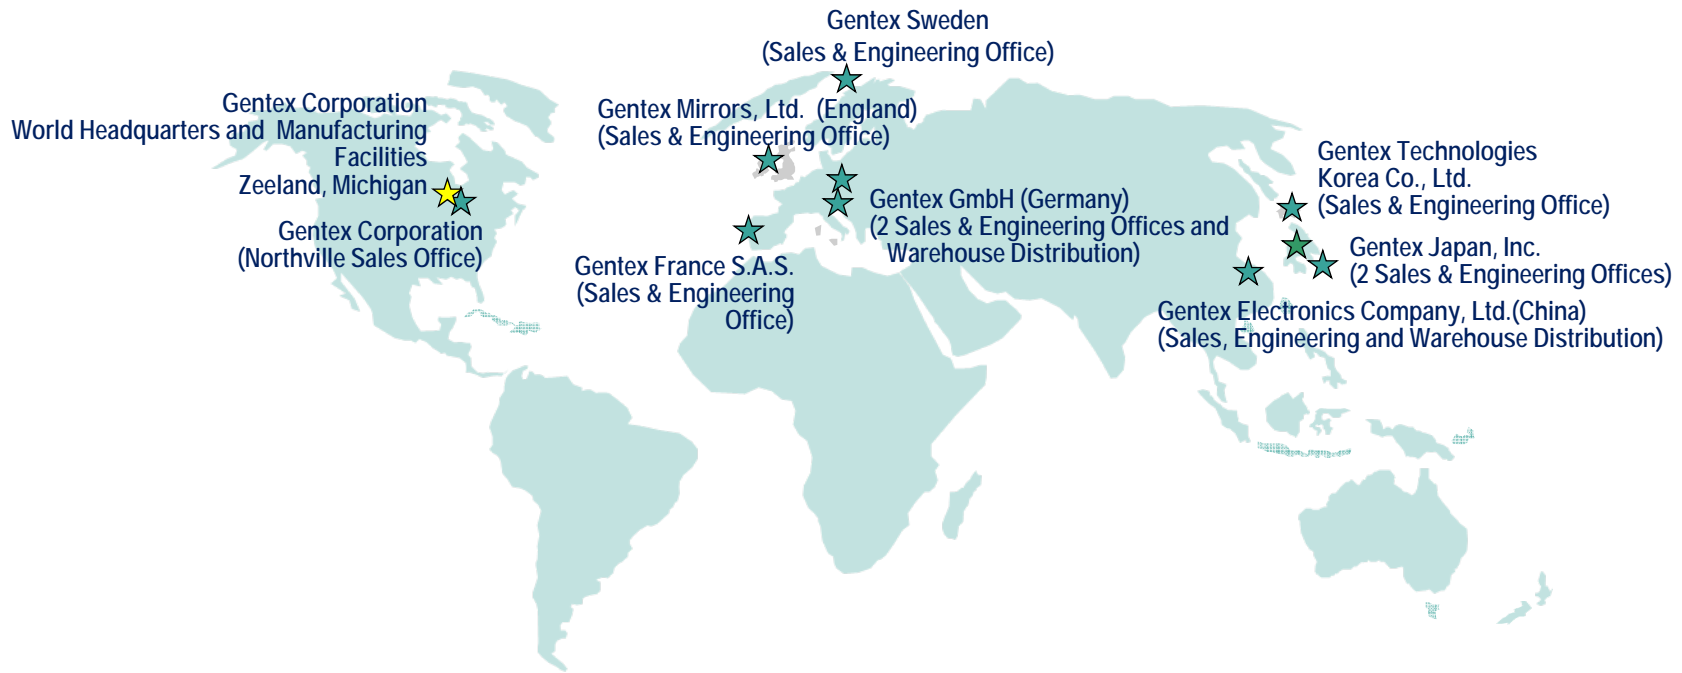 Gentex Sweden
(Sales & Engineering Office)
Gentex Corporation
World Headquarters and Manufacturing
Facilities
Zeeland, Michigan
Gentex Corporation
(Northville Sales Office)
Gentex Mirrors, Ltd. (England)
(Sales & Engineering Office)
Gentex GmbH (Germany)
(2 Sales & Engineering Offices and
Warehouse Distribution)
Gentex France S.A.S.
(Sales & Engineering
Office)
Gentex Technologies
Korea Co., Ltd.
(Sales & Engineering Office)
Gentex Japan, Inc.
(2 Sales & Engineering Offices)
Gentex Electronics Company, Ltd.(China)
(Sales, Engineering and Warehouse Distribution)